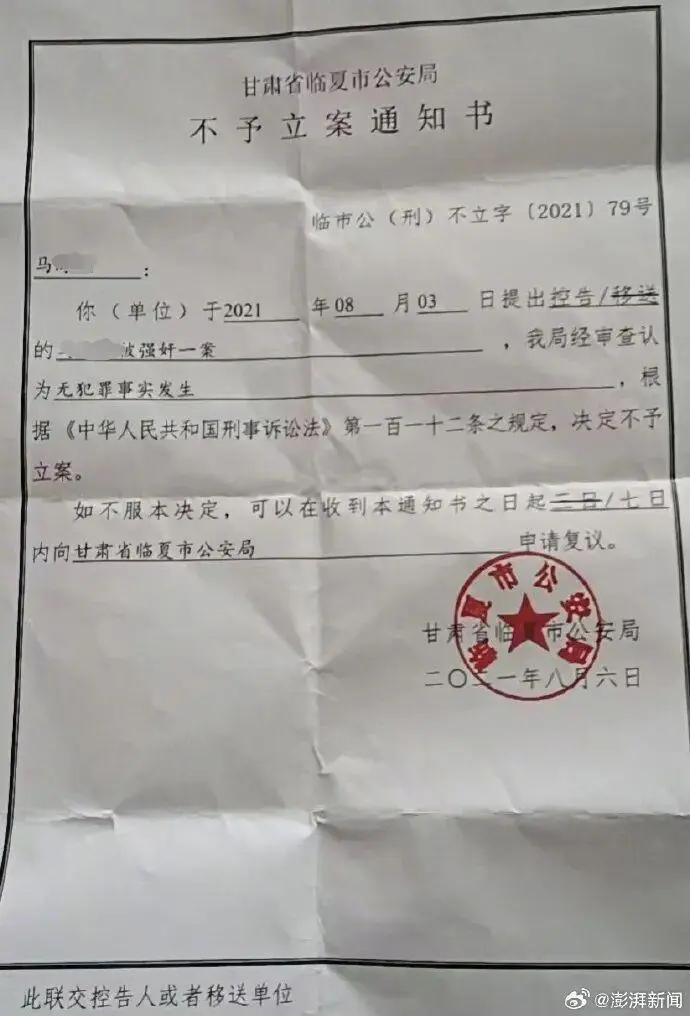 甘肃省临夏市公安局
不予立案通知书
临市公（刑）不立字〔2021〕79号
马：
你（单位）于2021年08月03日提出控告/移送
的被强奸一案，我局经审查认
为无犯罪事实发生，根
据《中华人民共和国刑事诉讼法》第一百一十二条之规定，决定不予
立案。
如不服本决定，可以在收到本通知书之日起三日/七日
内向甘肃省临夏市公安局申请复议。
临夏市公安局
甘肃省临夏市公安局
二〇二一年八月六日
此联交控告人或者移送单位
@澎湃新闻